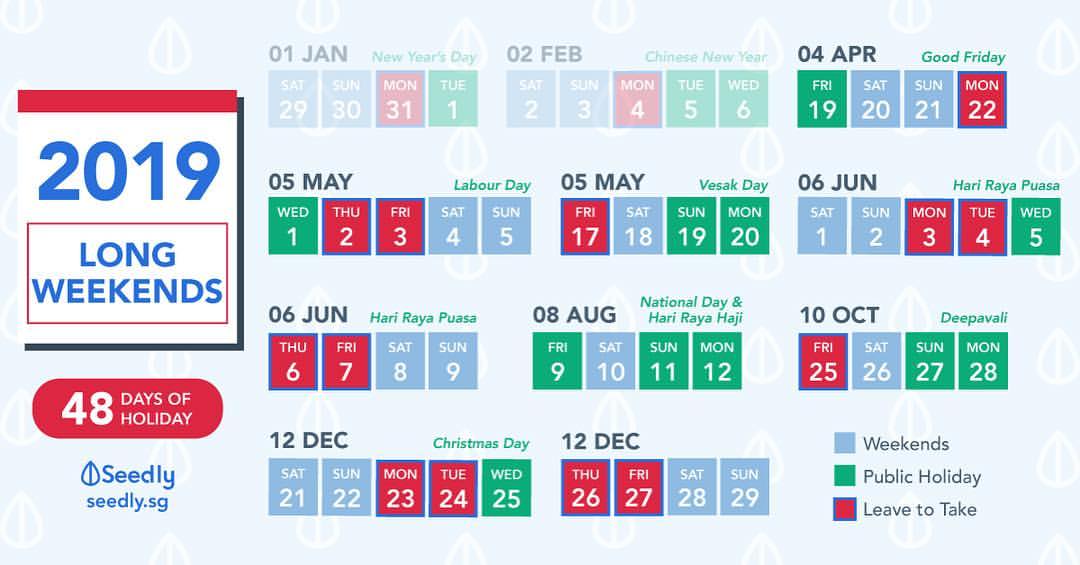 2019
LONG
WEEKENDS
48 DAYS OF
HOLIDAY
Seedly
seedly.sg
01 JAN New Year's Day
SAT SUN MON TUE
29 30 31 1
02 FEB Chinese New Year
SAT SUN MON TUE WED
2 3 4 5 6
04 APR Good Friday
FRI SAT SUN MON
19 20 21 22
05 MAY Labour Day
WED THU FRI SAT SUN
1 2 3 4 5
05 MAY Vesak Day
FRI SAT SUN MON
17 18 19 20
06 JUN Hari Raya Puasa
SAT SUN MON TUE WED
1 2 3 4 5
06 JUN Hari Raya Puasa
THU FRI SAT SUN
6 7 8 9
08 AUG National Day &
Hari Raya Haji
FRI SAT SUN MON
9 10 11 12
10 OCT Deepavali
FRI SAT SUN MON
25 26 27 28
12 DEC Christmas Day
SAT SUN MON TUE WED
21 22 23 24 25
12 DEC
THU FRI SAT SUN
26 27 28 29
Weekends
Public Holiday
Leave to Take